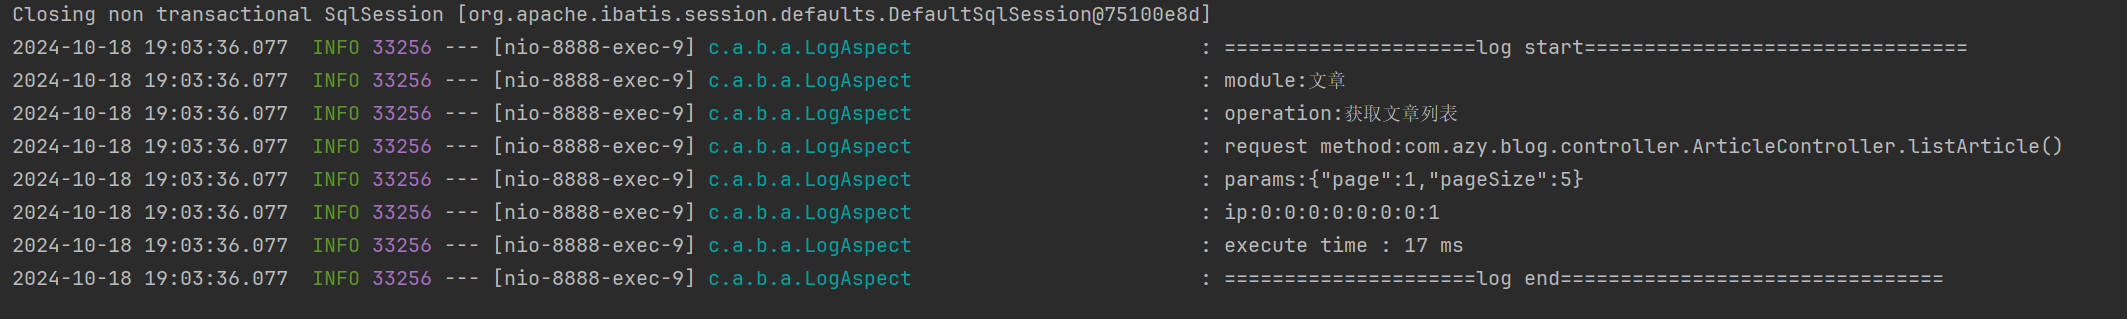 Closing non transactional SqlSession [org.apache.ibatis.session.defaults.DefaultSqlSession@75100e8d]
2024-10-18 19:03:36.077  INFO 33256 --- [nio-8888-exec-9] c.a.b.a.LogAspect                        : =====================log start================================
2024-10-18 19:03:36.077  INFO 33256 --- [nio-8888-exec-9] c.a.b.a.LogAspect                        : module:文章
2024-10-18 19:03:36.077  INFO 33256 --- [nio-8888-exec-9] c.a.b.a.LogAspect                        : operation:获取文章列表
2024-10-18 19:03:36.077  INFO 33256 --- [nio-8888-exec-9] c.a.b.a.LogAspect                        : request method:com.azy.blog.controller.ArticleController.listArticle()
2024-10-18 19:03:36.077  INFO 33256 --- [nio-8888-exec-9] c.a.b.a.LogAspect                        : params:{"page":1,"pageSize":5}
2024-10-18 19:03:36.077  INFO 33256 --- [nio-8888-exec-9] c.a.b.a.LogAspect                        : ip:0:0:0:0:0:0:0:1
2024-10-18 19:03:36.077  INFO 33256 --- [nio-8888-exec-9] c.a.b.a.LogAspect                        : execute time : 17 ms
2024-10-18 19:03:36.077  INFO 33256 --- [nio-8888-exec-9] c.a.b.a.LogAspect                        : =====================log end================================